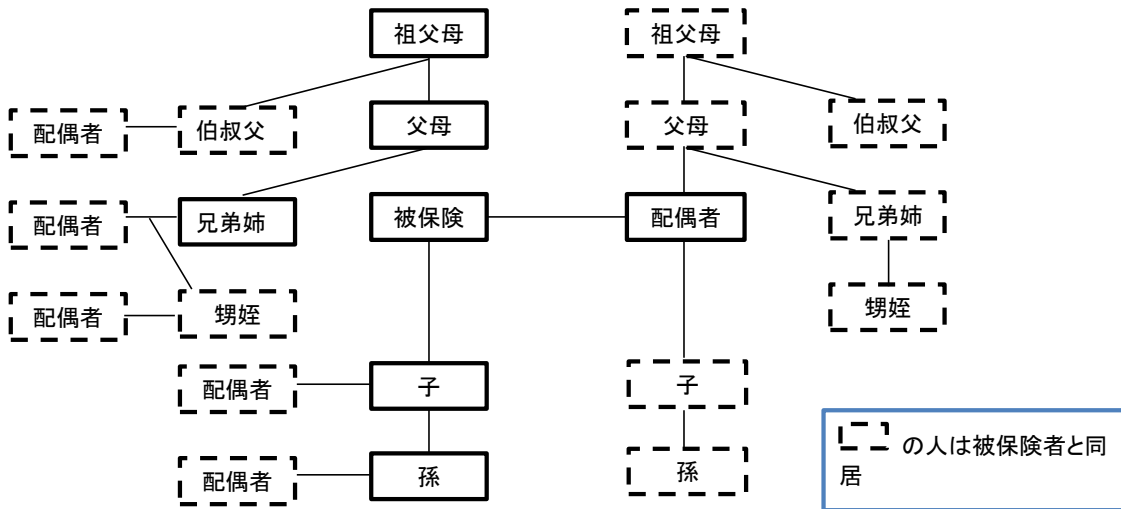 祖父母
祖父母
配偶者
伯叔父
父母
父母
伯叔父
配偶者
兄弟姉
被保険
配偶者
兄弟姉
配偶者
甥姪
甥姪
配偶者
子
子
配偶者
孫
孫
の人は被保険者と同
居